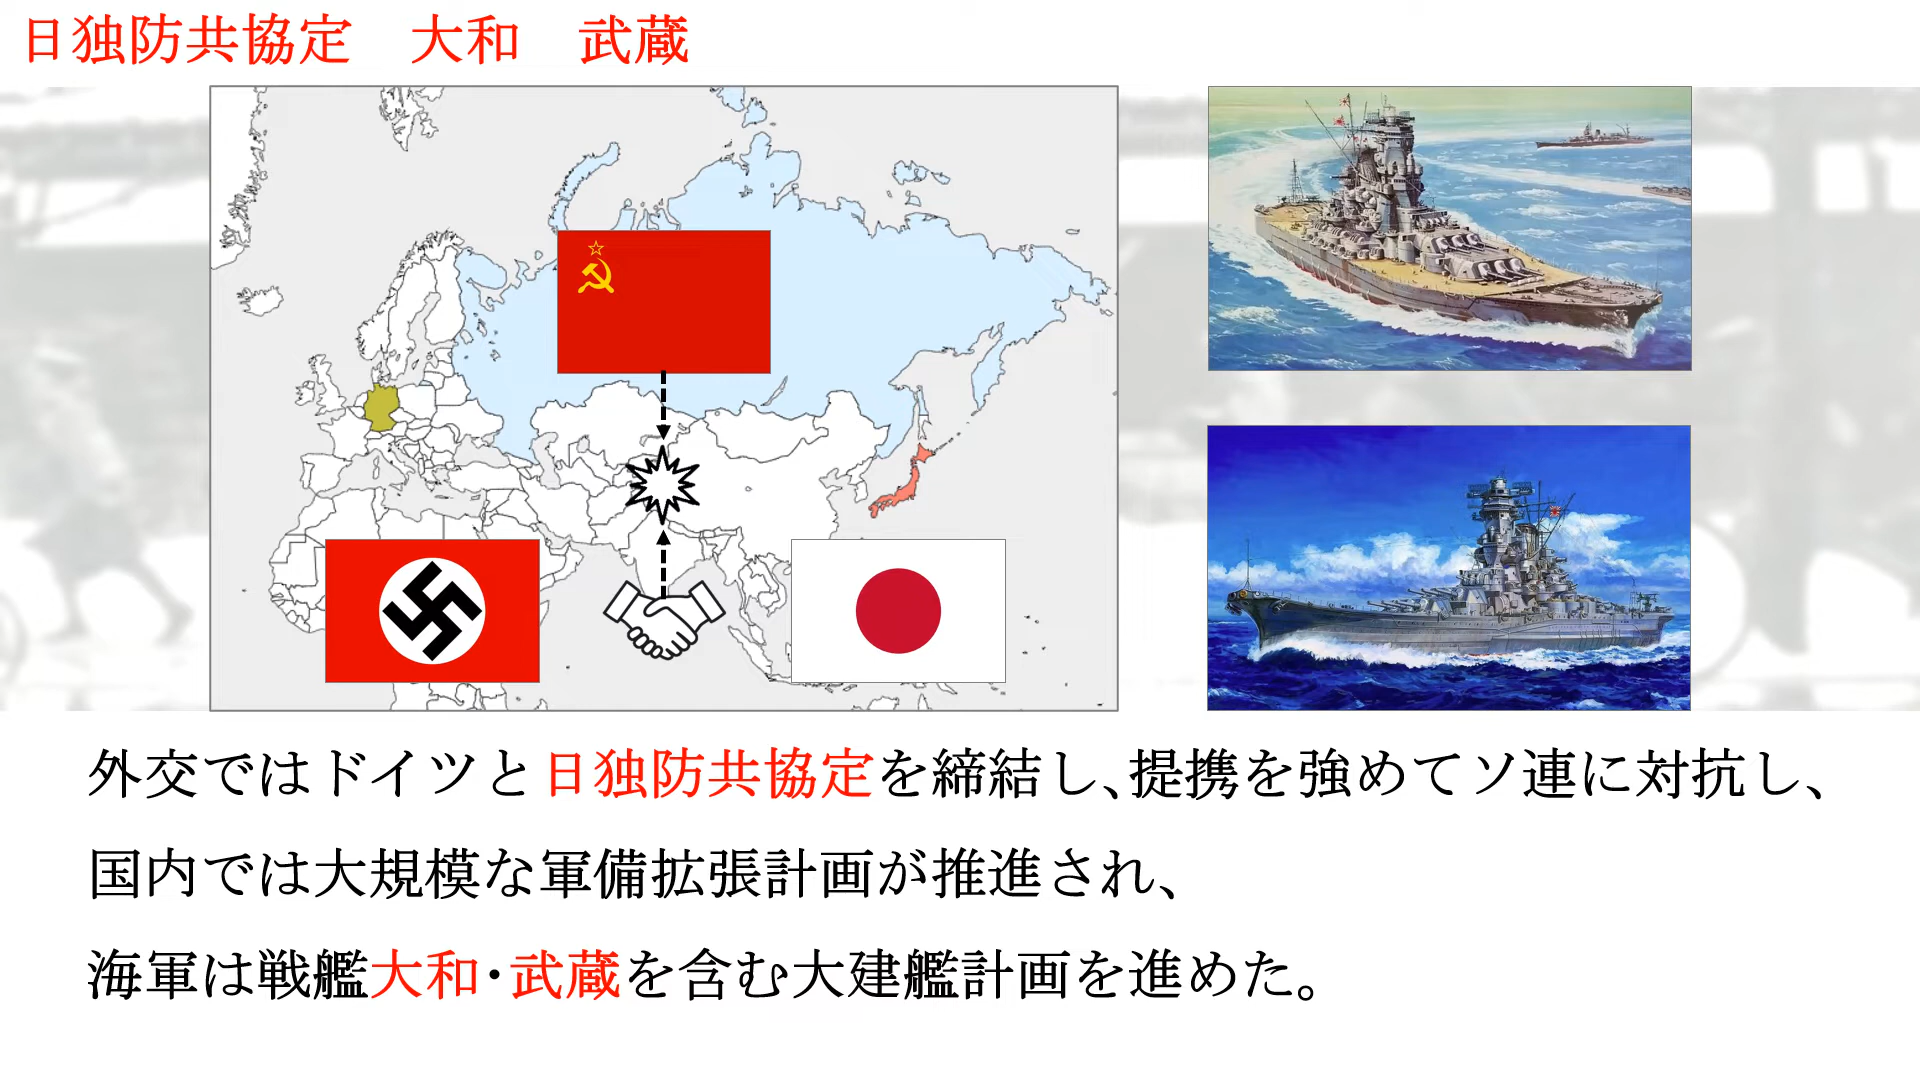 日独防共協定　大和　武蔵
外交ではドイツと日独防共協定を締結し、提携を強めてソ連に対抗し、
国内では大規模な軍備拡張計画が推進され、
海軍は戦艦大和・武蔵を含む大建艦計画を進めた。